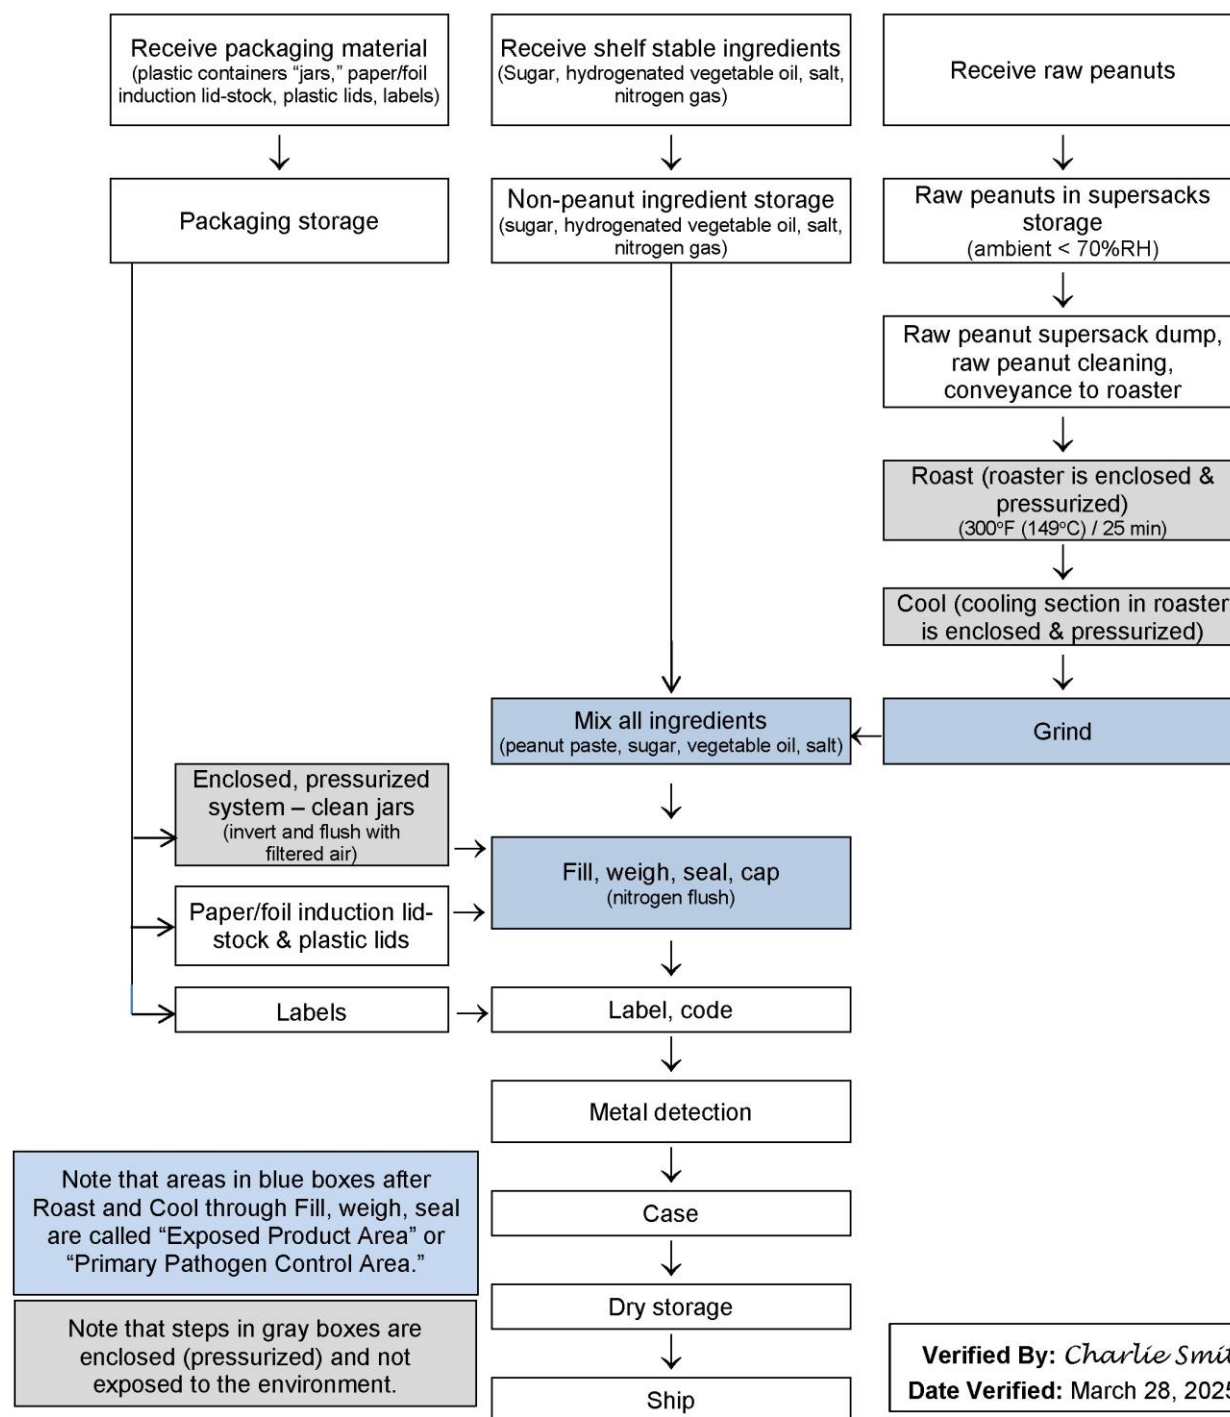 Receive packaging material
(plastic containers “jars,” paper/foil
induction lid-stock, plastic lids, labels)
Receive shelf stable ingredients
(Sugar, hydrogenated vegetable oil, salt,
nitrogen gas)
Receive raw peanuts
Packaging storage
Non-peanut ingredient storage
(sugar, hydrogenated vegetable oil, salt,
nitrogen gas)
Raw peanuts in supersacks
storage
(ambient < 70%RH)
Raw peanut supersack dump,
raw peanut cleaning,
conveyance to roaster
Roast (roaster is enclosed &
pressurized)
(300°F (149°C) / 25 min)
Cool (cooling section in roaster
is enclosed & pressurized)
Mix all ingredients
(peanut paste, sugar, vegetable oil, salt)
Grind
Enclosed, pressurized
system – clean jars
(invert and flush with
filtered air)
Fill, weigh, seal, cap
(nitrogen flush)
Paper/foil induction lid-
stock & plastic lids
Labels
Label, code
Metal detection
Note that areas in blue boxes after
Roast and Cool through Fill, weigh, seal
are called “Exposed Product Area” or
“Primary Pathogen Control Area.”
Case
Dry storage
Note that steps in gray boxes are
enclosed (pressurized) and not
exposed to the environment.
Ship
Verified By: Charlie Smit
Date Verified: March 28, 2025